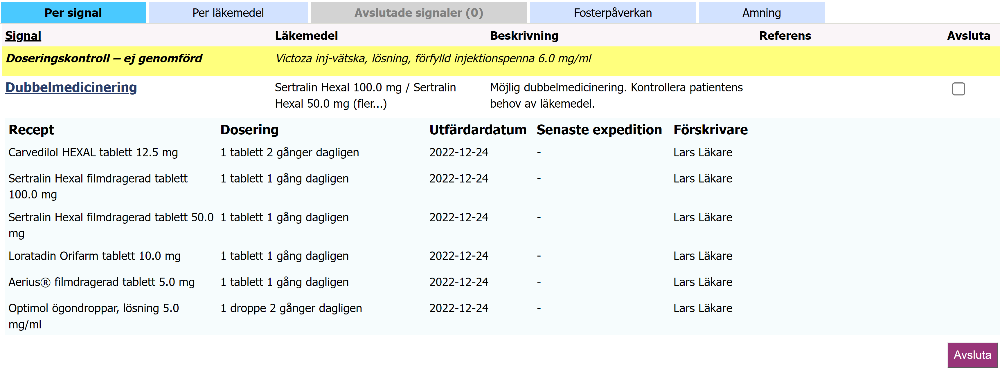 Per signal Per läkemedel Avslutade signaler (0) Fosterpåverkan Amning
Signal Läkemedel Beskrivning Referens Avsluta
Doseringskontroll – ej genomförd Victoza inj-vätska, lösning, förfylld injektionspenna 6.0 mg/ml
Dubbelmedicinering Sertralin Hexal 100.0 mg / Sertralin Möjlig dubbelmedicinering. Kontrollera patientens
Hexal 50.0 mg (fler...) behov av läkemedel.
Recept Dosering Utfärdardatum Senaste expedition Förskrivare
Carvedilol HEXAL tablett 12.5 mg 1 tablett 2 gånger dagligen 2022-12-24 - Lars Läkare
Sertralin Hexal filmdragerad tablett 1 tablett 1 gång dagligen 2022-12-24 - Lars Läkare
100.0 mg
Sertralin Hexal filmdragerad tablett 50.0 1 tablett 1 gång dagligen 2022-12-24 - Lars Läkare
mg
Loratadin Orifarm tablett 10.0 mg 1 tablett 1 gång dagligen 2022-12-24 - Lars Läkare
Aerius® filmdragerad tablett 5.0 mg 1 tablett 1 gång dagligen 2022-12-24 - Lars Läkare
Optimol ögondroppar, lösning 5.0 1 droppe 2 gånger dagligen 2022-12-24 - Lars Läkare
mg/ml
Avsluta